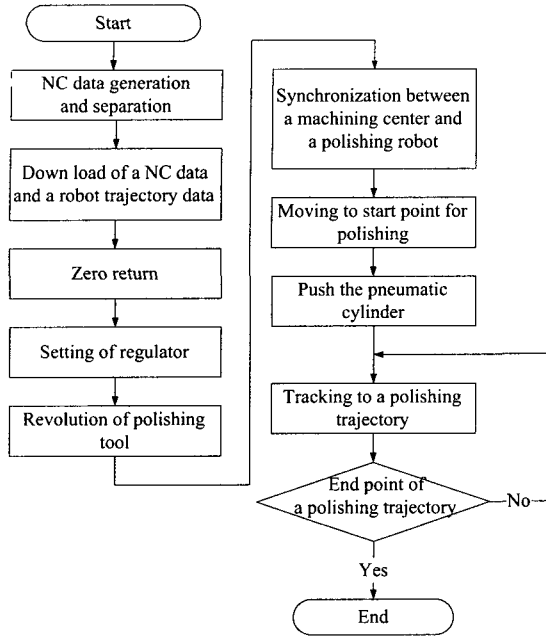 Start
NC data generation
and separation
Down load of a NC data
and a robot trajectory data
Zero return
Setting of regulator
Revolution of polishing
tool
Synchronization between
a machining center and
a polishing robot
Moving to start point for
polishing
Push the pneumatic
cylinder
Tracking to a polishing
trajectory
End point of
a polishing trajectory
No
Yes
End